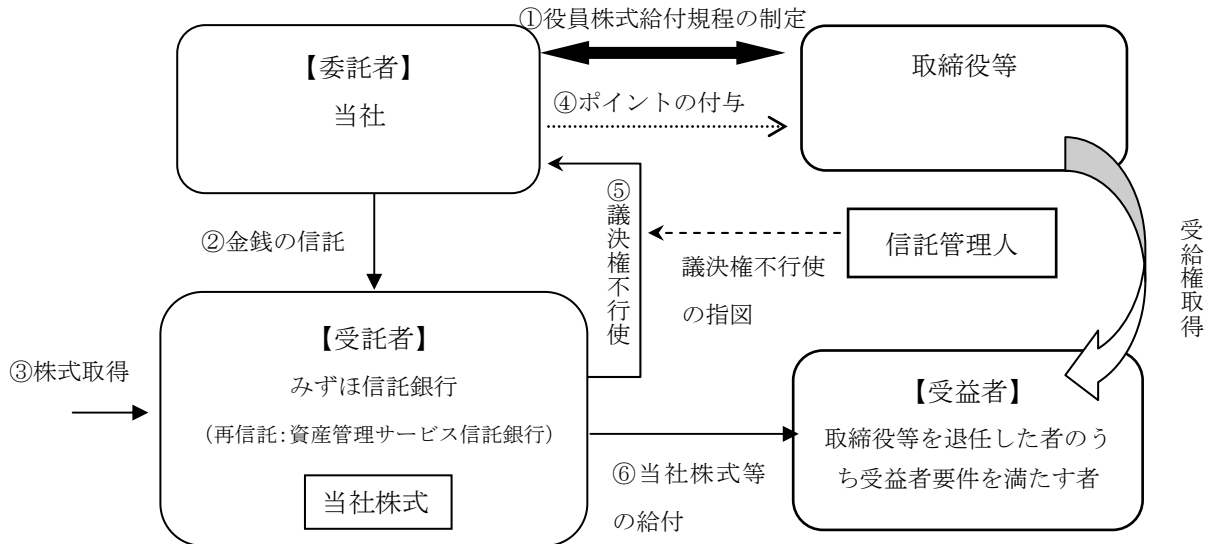 ①役員株式給付規程の制定
【委託者】
当社
取締役等
④ポイントの付与
②金銭の信託
⑤議決権不行使
議決権不行使
の指図
信託管理人
受給権取得
③株式取得
【受託者】
みずほ信託銀行
(再信託:資産管理サービス信託銀行)
当社株式
⑥当社株式等
の給付
【受益者】
取締役等を退任した者のう
ち受益者要件を満たす者